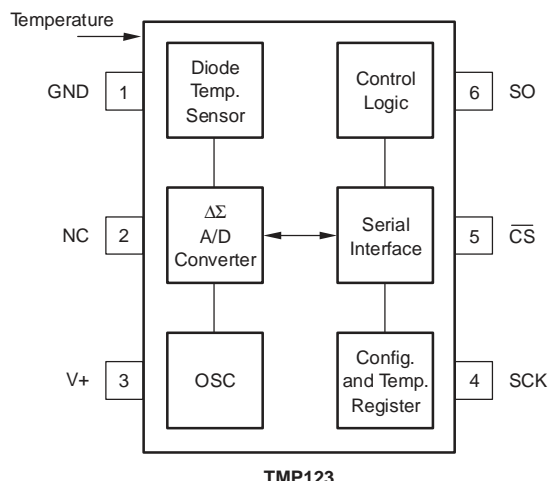 Temperature
GND
1
Diode
Temp.
Sensor
Control
Logic
6
SO
NC
2
ΔΣ
A/D
Converter
Serial
Interface
5
C̅S̅
V+
3
OSC
Config.
and Temp.
Register
4
SCK
TMP123